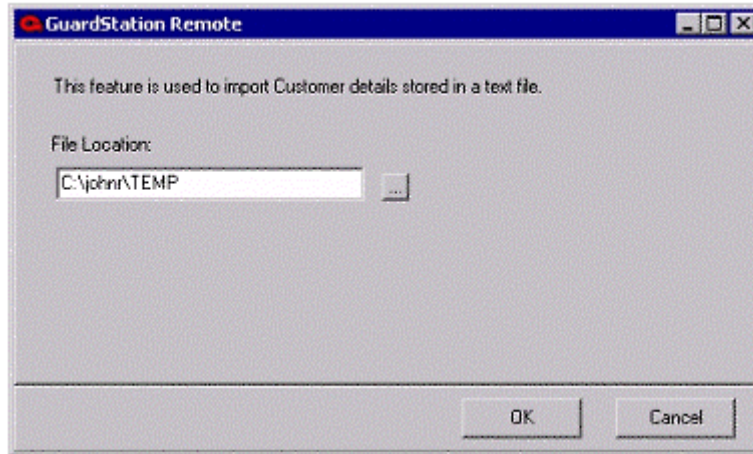 GuardStation Remote
This feature is used to import Customer details stored in a text file.
File Location:
C:\johnr\TEMP
...
OK
Cancel